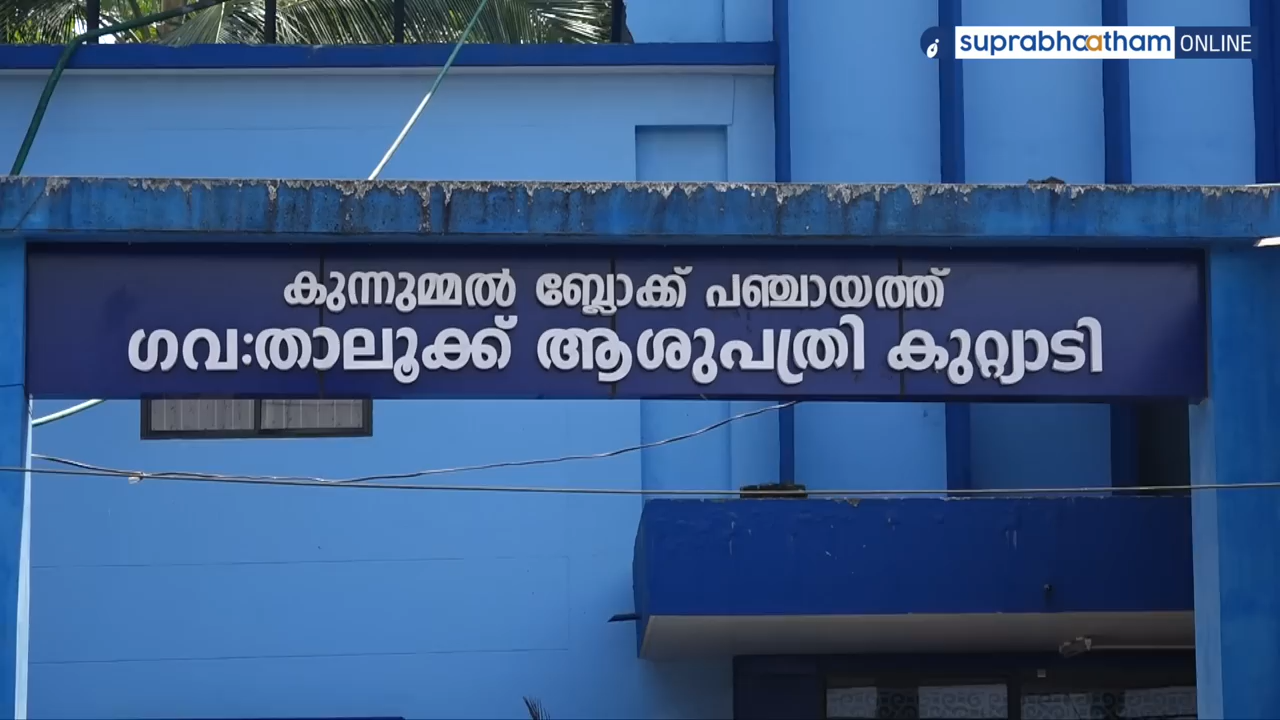 suprabhaatham ONLINE
കുന്നുമ്മൽ ബ്ലോക്ക് പഞ്ചായത്ത്
ഗവ:താലൂക്ക് ആശുപത്രി കുറ്റ്യാടി